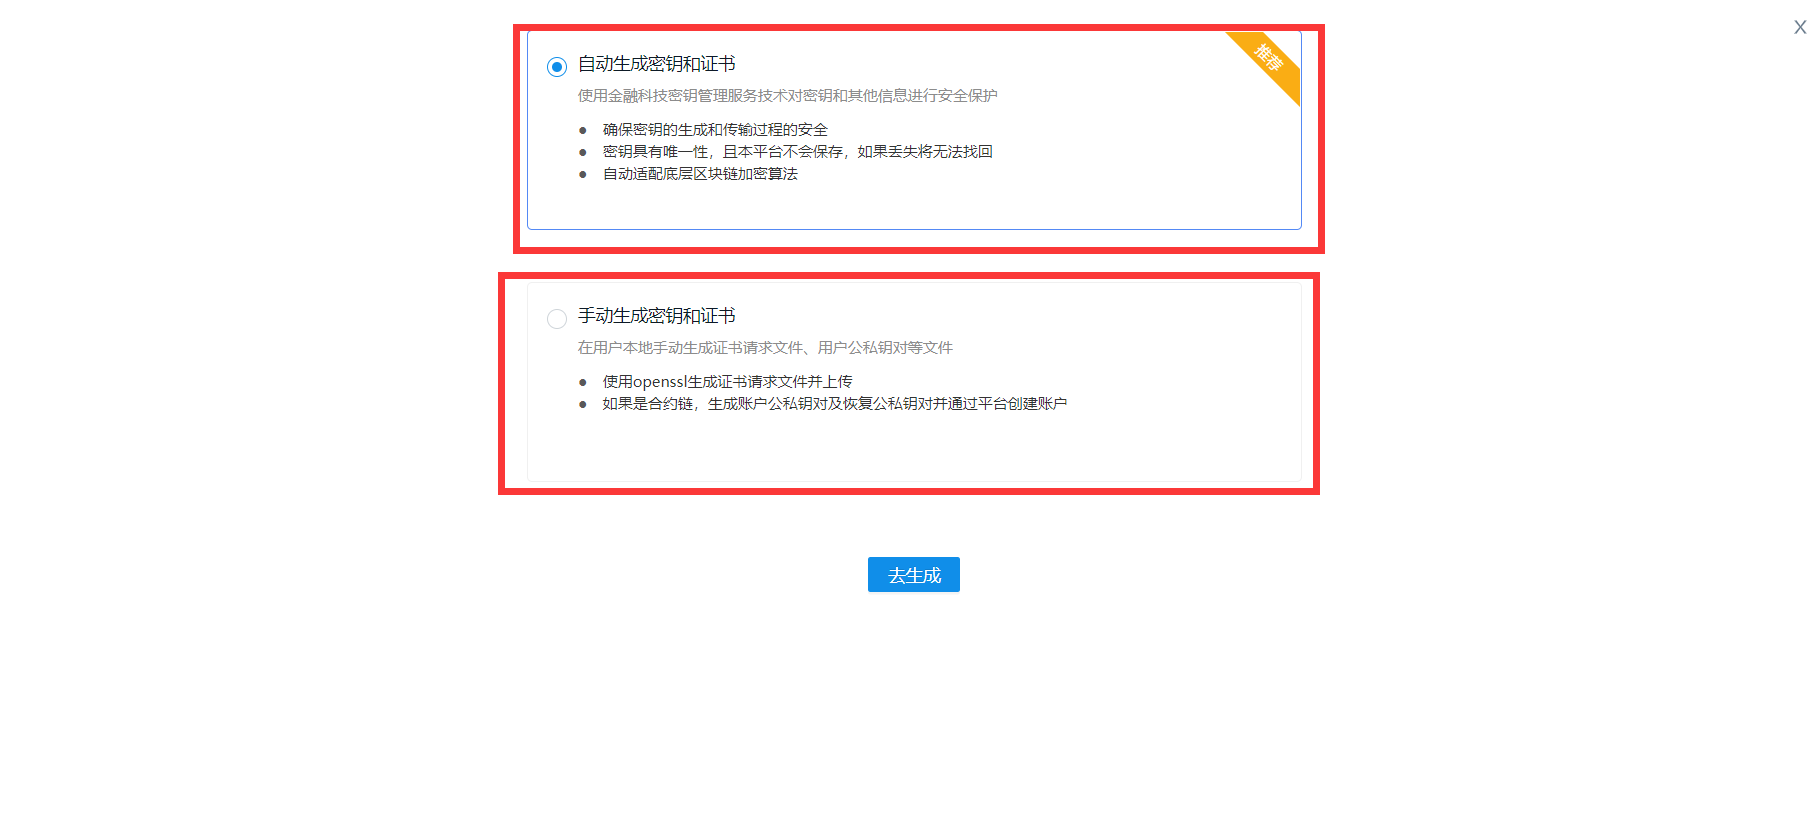 X
推荐
自动生成密钥和证书
使用金融科技密钥管理服务技术对密钥和其他信息进行安全保护
● 确保密钥的生成和传输过程的安全
● 密钥具有唯一性，且本平台不会保存，如果丢失将无法找回
● 自动适配底层区块链加密算法
手动生成密钥和证书
在用户本地手动生成证书请求文件、用户公私钥对等文件
● 使用openssl生成证书请求文件并上传
● 如果是合约链，生成账户公私钥对及恢复公私钥对并通过平台创建账户
去生成